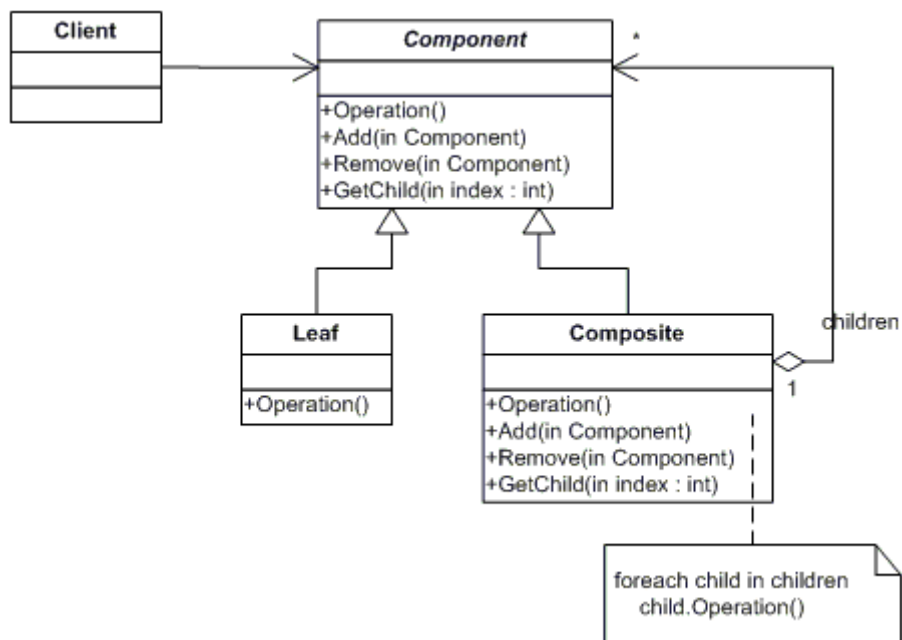 Client
Component
*
+Operation()
+Add(in Component)
+Remove(in Component)
+GetChild(in index : int)
children
Leaf
+Operation()
Composite
1
+Operation()
+Add(in Component)
+Remove(in Component)
+GetChild(in index : int)
foreach child in children
child.Operation()